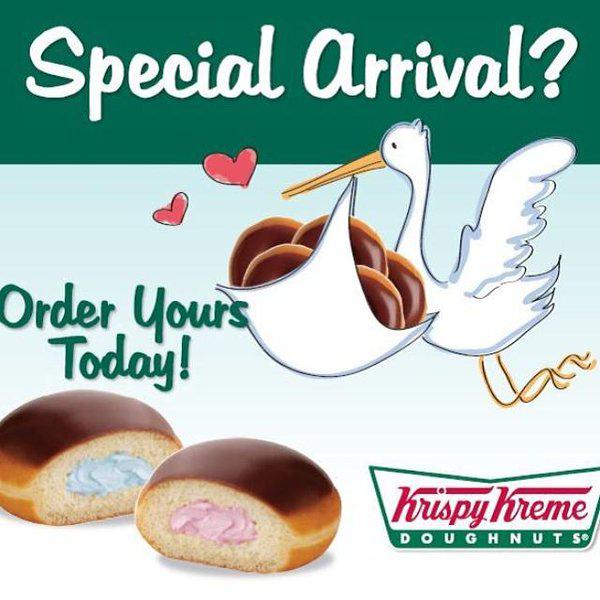 Special Arrival?
Order Yours
Today!
Krispy Kreme
DOUGHNUTS®